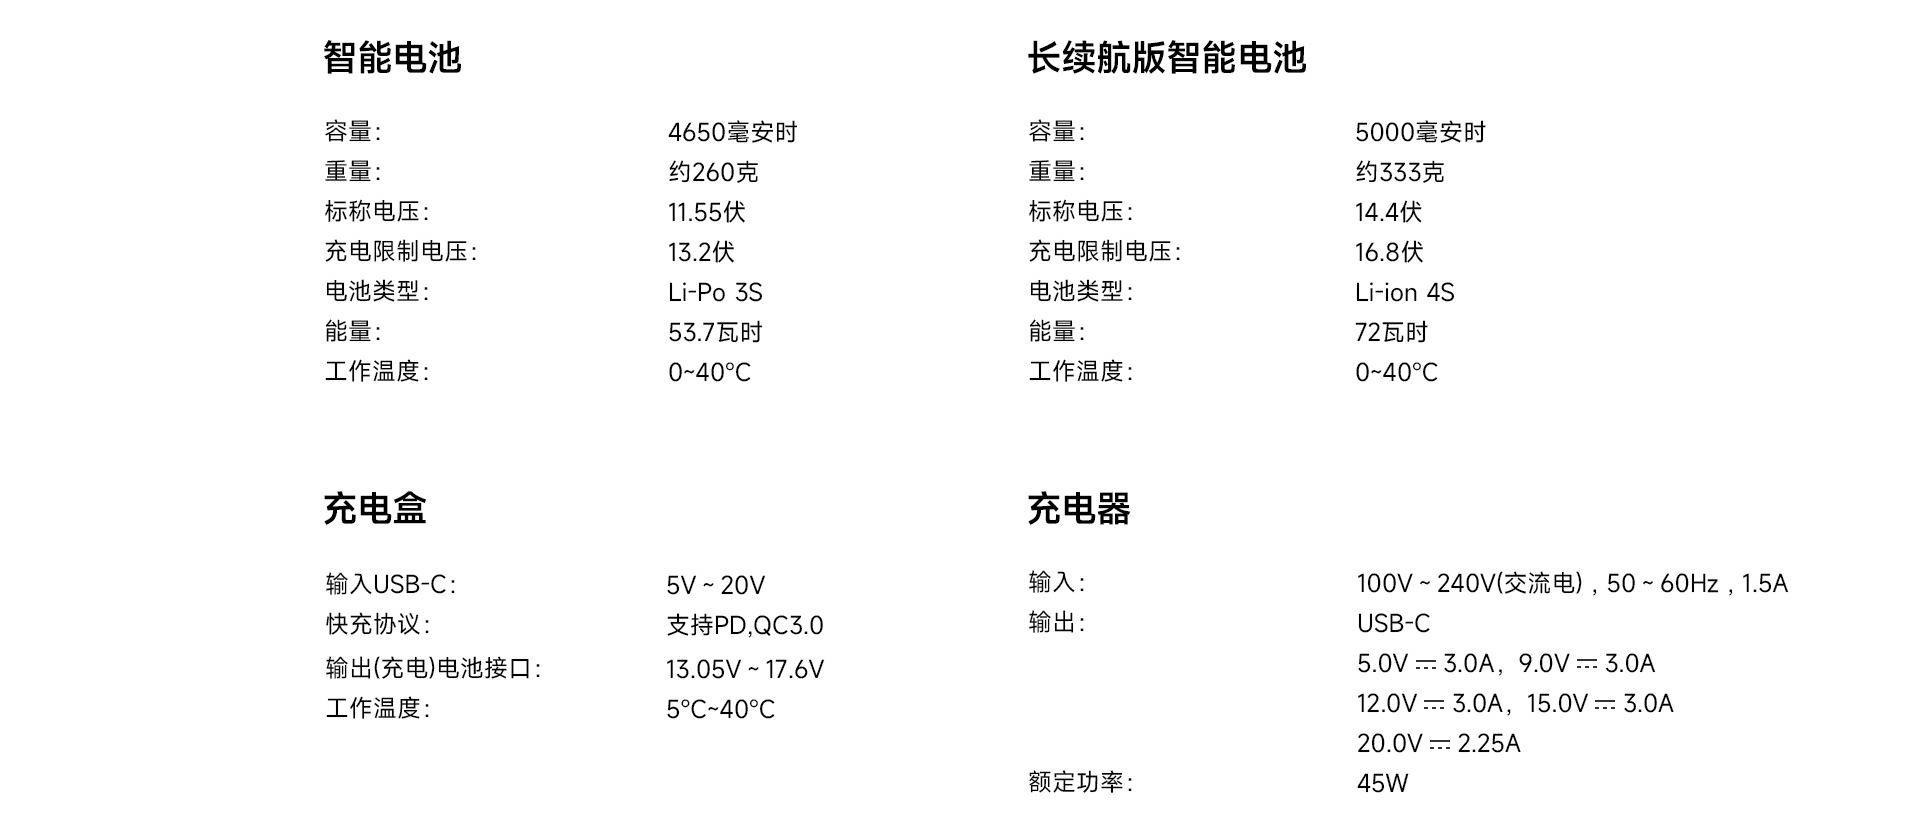 智能电池
容量： 4650毫安时
重量： 约260克
标称电压： 11.55伏
充电限制电压： 13.2伏
电池类型： Li-Po 3S
能量： 53.7瓦时
工作温度： 0~40°C
长续航版智能电池
容量： 5000毫安时
重量： 约333克
标称电压： 14.4伏
充电限制电压： 16.8伏
电池类型： Li-ion 4S
能量： 72瓦时
工作温度： 0~40°C
充电盒
输入USB-C： 5V ~ 20V
快充协议： 支持PD,QC3.0
输出(充电)电池接口： 13.05V ~ 17.6V
工作温度： 5°C~40°C
充电器
输入： 100V ~ 240V(交流电) , 50 ~ 60Hz , 1.5A
输出： USB-C
5.0V ⎓ 3.0A，9.0V ⎓ 3.0A
12.0V ⎓ 3.0A，15.0V ⎓ 3.0A
20.0V ⎓ 2.25A
额定功率： 45W